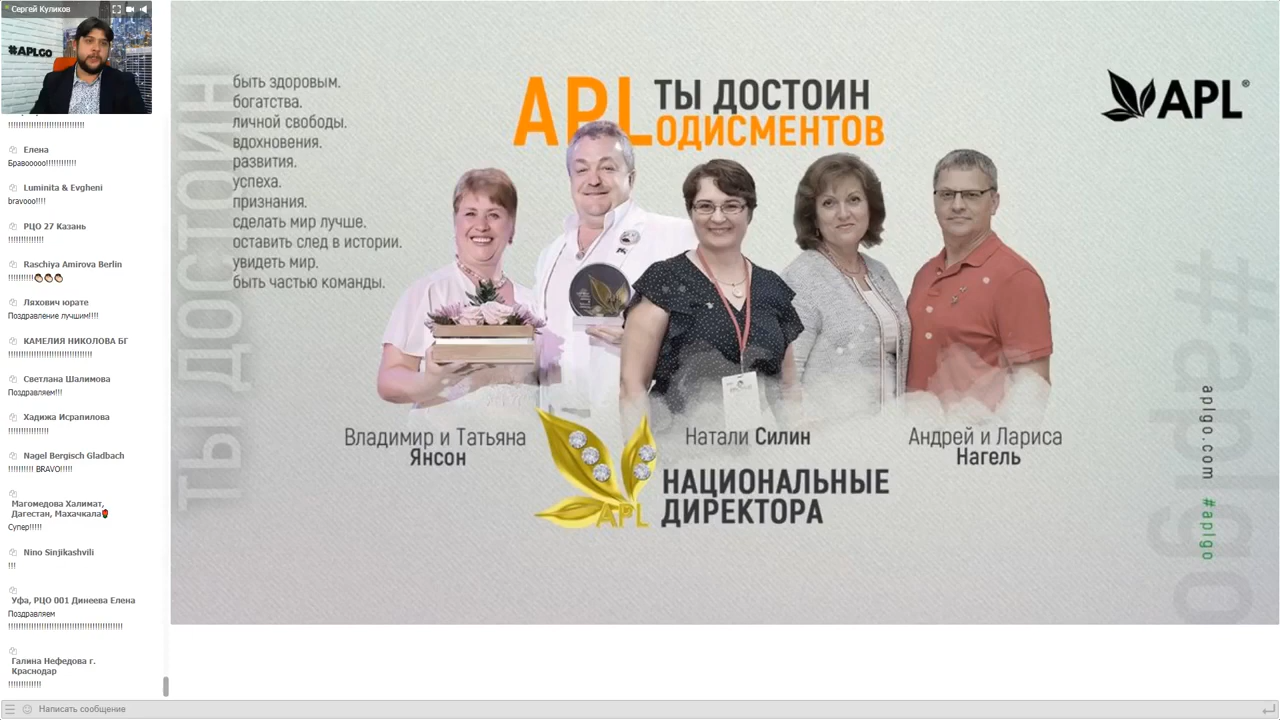 Сергей Куликов
#APLGO
!!!!!!!!!!!!!!!!!!!!!!!!!!!!!!
Елена
Бравооооо!!!!!!!!!!!!
Luminita & Evgheni
bravooo!!!!
РЦО 27 Казань
!!!!!!!!!!!!!!
Raschiya Amirova Berlin
!!!!!!!!!!
Ляхович юрате
Поздравление лучшим!!!!
КАМЕЛИЯ НИКОЛОВА БГ
!!!!!!!!!!!!!!!!!!!!!!!!!!!!!!!!!
Светлана Шалимова
Поздравляем!!!
Хадижа Исрапилова
!!!!!!!!!!!!!!!!
Nagel Bergisch Gladbach
!!!!!!!!!! BRAVO!!!!!
Магомедова Халимат,
Дагестан, Махачкала
Супер!!!!!
Nino Sinjikashvili
!!!
Уфа, РЦО 001 Динеева Елена
Поздравляем
!!!!!!!!!!!!!!!!!!!!!!!!!!!!!!!!!!!!!!!!!!!!!
Галина Нефедова г.
Краснодар
!!!!!!!!!!!!!
Написать сообщение
ТЫ ДОСТОИН
быть здоровым.
богатства.
личной свободы.
вдохновения.
развития.
успеха.
признания.
сделать мир лучше.
оставить след в истории.
увидеть мир.
быть частью команды.
APL ТЫ ДОСТОИН
ОДИСМЕНТОВ
APL®
Владимир и Татьяна
Янсон
Натали Силин
Андрей и Лариса
Нагель
APL
НАЦИОНАЛЬНЫЕ
ДИРЕКТОРА
aplgo.com #aplgo
#aplgo